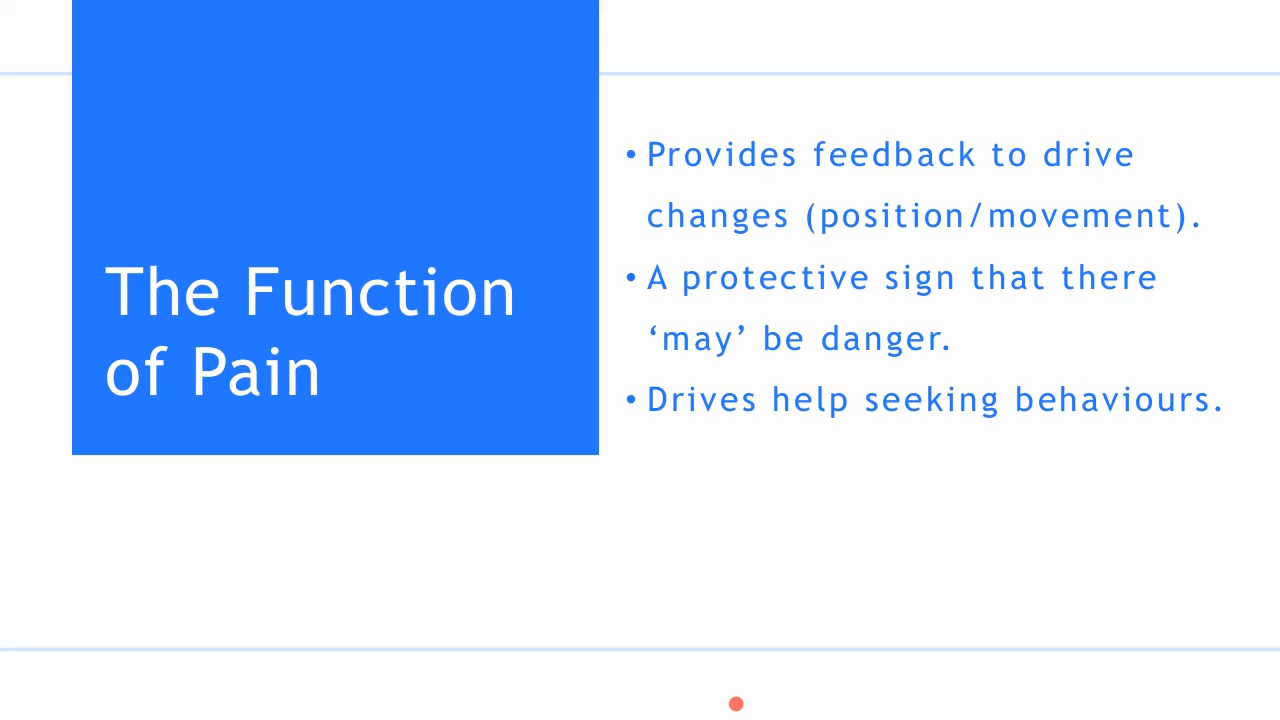 The Function
of Pain
• Provides feedback to drive
changes (position/movement).
• A protective sign that there
‘may’ be danger.
• Drives help seeking behaviours.